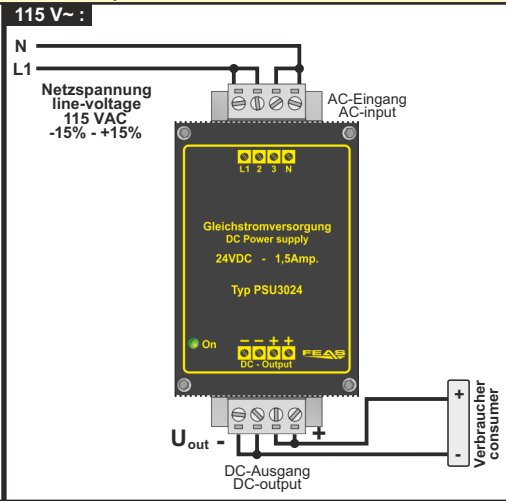 115 V~ :
N
L1
Netzspannung
line-voltage
115 VAC
-15% - +15%
AC-Eingang
AC-input
L1 2 3 N
Gleichstromversorgung
DC Power supply
24VDC - 1,5Amp.
Typ PSU3024
On
− − + +
FEAS
DC - Output
Uout - +
DC-Ausgang
DC-output
+
-
Verbraucher
consumer